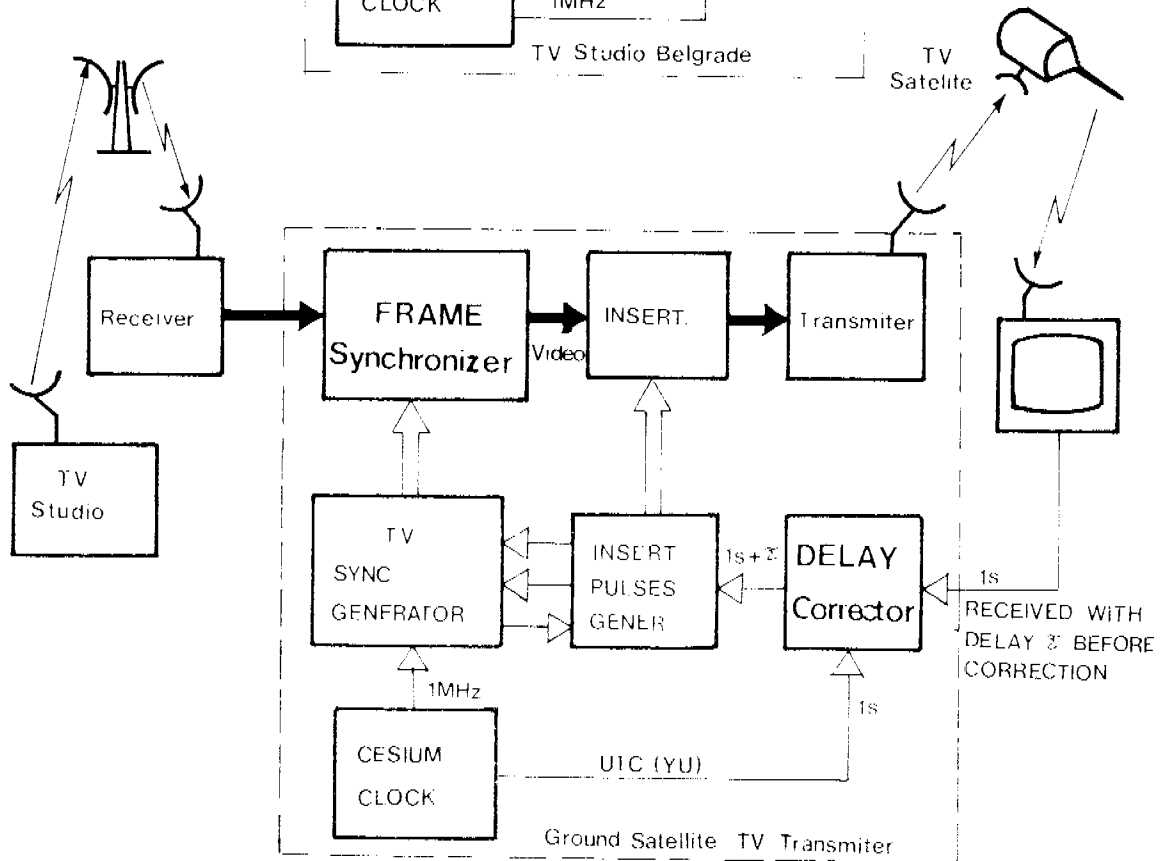 CLOCK
1MHz
TV Studio Belgrade
TV
Satelite
Receiver
FRAME
Synchronizer
Video
INSERT.
Transmiter
TV
Studio
TV
SYNC
GENERATOR
INSERT
PULSES
GENER
1s+τ
DELAY
Corrector
1s
RECEIVED WITH
DELAY τ BEFORE
CORRECTION
1MHz
1s
CESIUM
CLOCK
UTC (YU)
Ground Satellite TV Transmiter